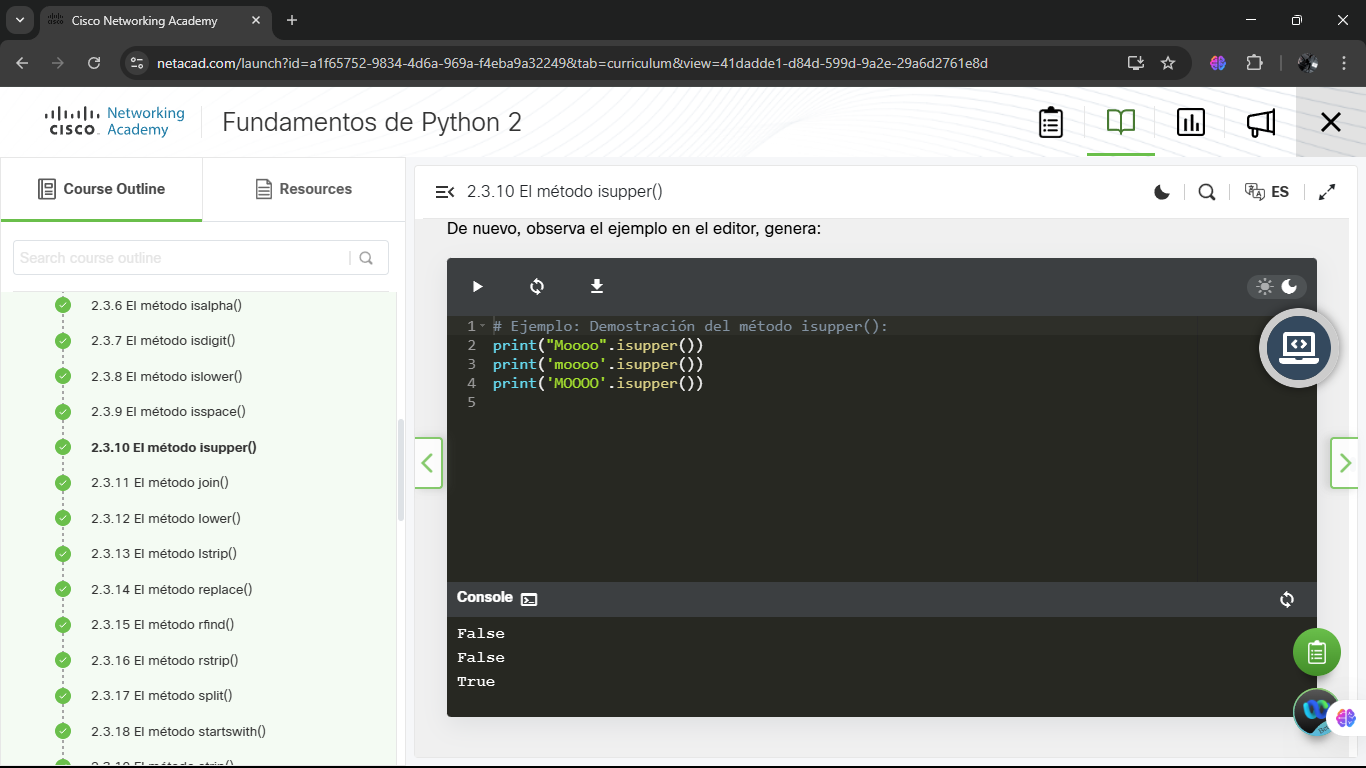 Cisco Networking Academy
netacad.com/launch?id=a1f65752-9834-4d6a-969a-f4eba9a32249&tab=curriculum&view=41dadde1-d84d-599d-9a2e-29a6d2761e8d
CISCO
Networking
Academy
Fundamentos de Python 2
Course Outline
Resources
Search course outline
2.3.6 El método isalpha()
2.3.7 El método isdigit()
2.3.8 El método islower()
2.3.9 El método isspace()
2.3.10 El método isupper()
2.3.11 El método join()
2.3.12 El método lower()
2.3.13 El método lstrip()
2.3.14 El método replace()
2.3.15 El método rfind()
2.3.16 El método rstrip()
2.3.17 El método split()
2.3.18 El método startswith()
2.3.19 El método strip()
2.3.10 El método isupper()
ES
De nuevo, observa el ejemplo en el editor, genera:
1 # Ejemplo: Demostración del método isupper():
2 print("Moooo".isupper())
3 print('moooo'.isupper())
4 print('MOOOO'.isupper())
5
Console
False
False
True